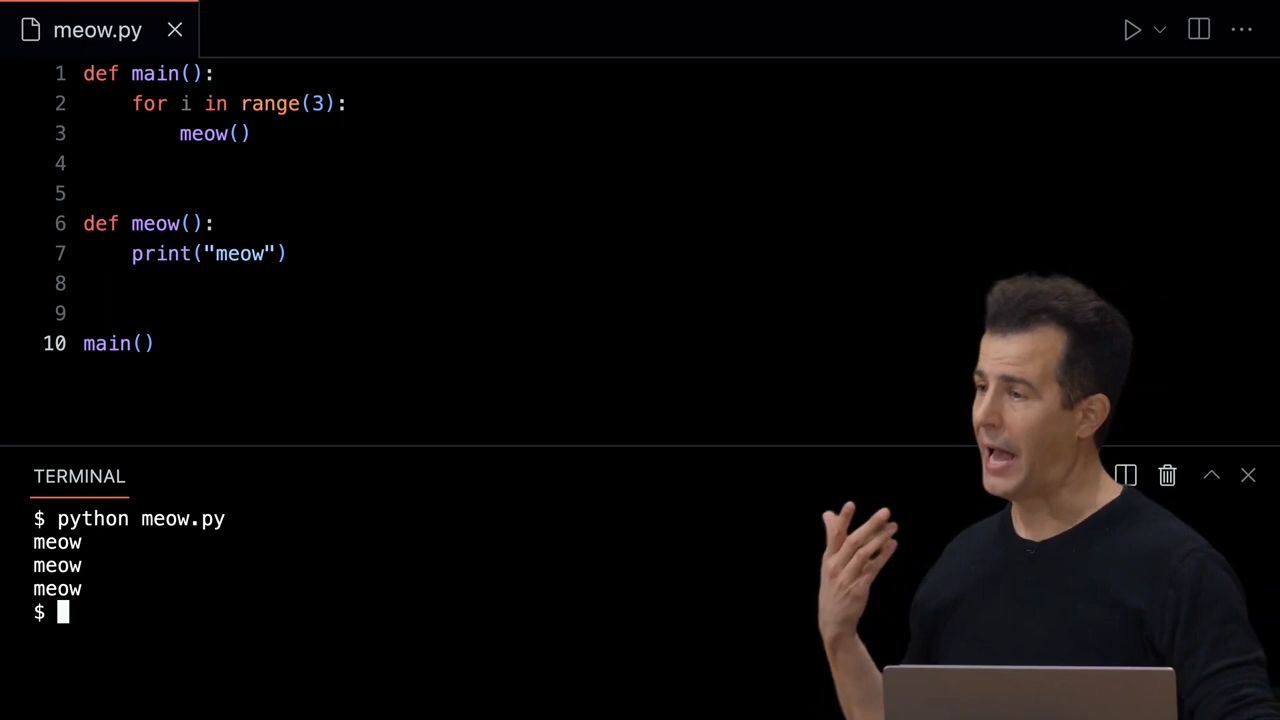 meow.py
1 def main():
2     for i in range(3):
3         meow()
4
5
6 def meow():
7     print("meow")
8
9
10 main()
TERMINAL
$ python meow.py
meow
meow
meow
$